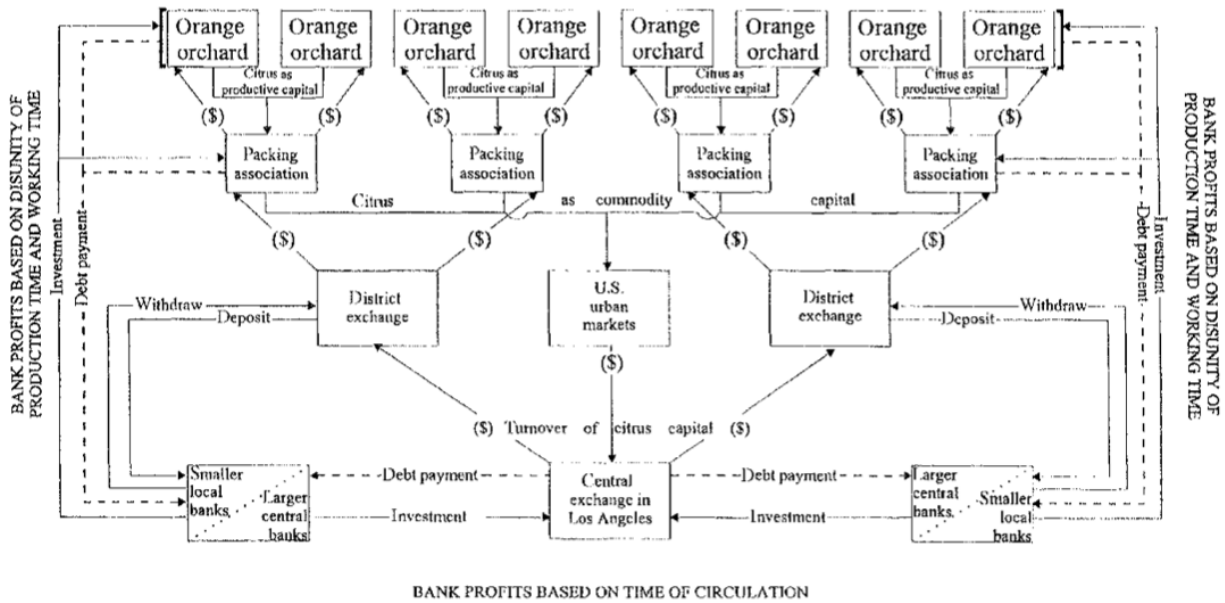 Orange orchard
Orange orchard
Orange orchard
Orange orchard
Orange orchard
Orange orchard
Orange orchard
Orange orchard
Citrus as productive capital
Citrus as productive capital
Citrus as productive capital
Citrus as productive capital
($) ($) ($) ($) ($) ($) ($) ($)
Packing association
Packing association
Packing association
Packing association
Citrus as commodity capital
($) ($) ($) ($)
District exchange
U.S. urban markets
District exchange
Withdraw
Deposit
Withdraw
Deposit
($)
($) Turnover of citrus capital ($)
Smaller local banks
Larger central banks
Debt payment
Investment
Central exchange in Los Angeles
Debt payment
Investment
Larger central banks
Smaller local banks
Investment
Debt payment
Debt payment
Investment
BANK PROFITS BASED ON DISUNITY OF
PRODUCTION TIME AND WORKING TIME
BANK PROFITS BASED ON DISUNITY OF
PRODUCTION TIME AND WORKING TIME
BANK PROFITS BASED ON TIME OF CIRCULATION